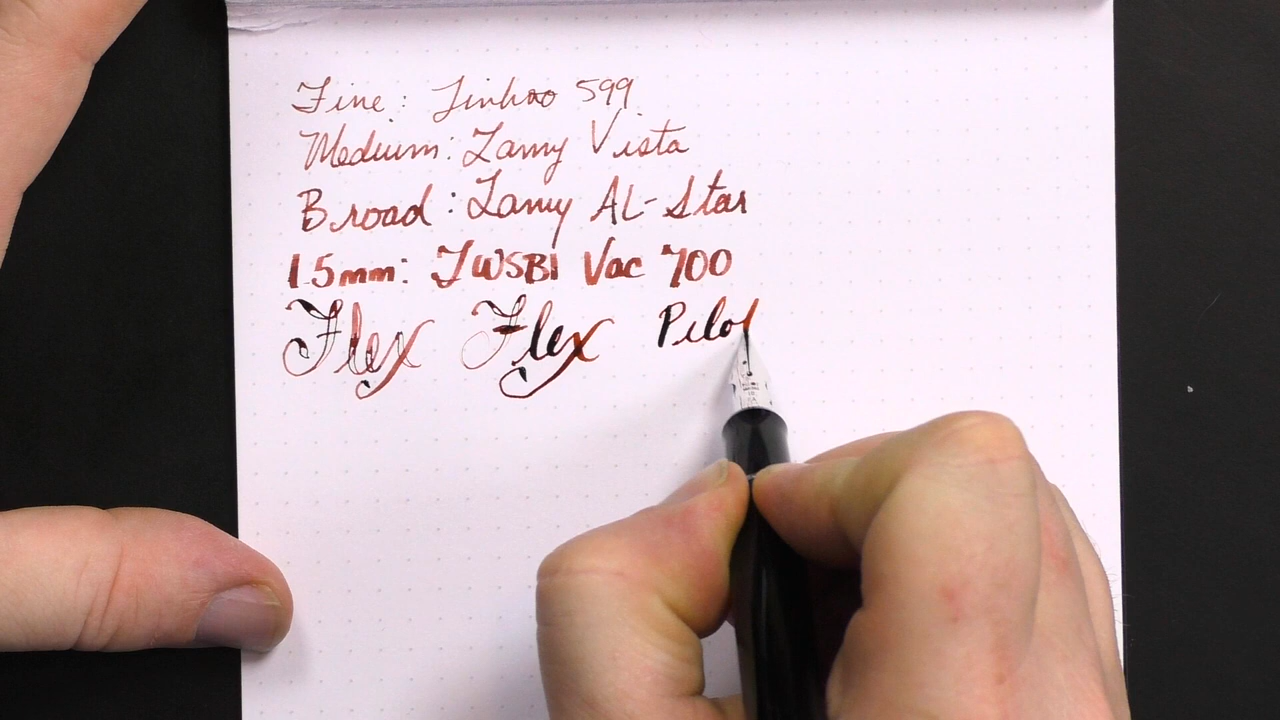 Fine: Jinhao 599
Medium: Lamy Vista
Broad: Lamy AL-Star
1.5mm: TWSBI Vac 700
Flex Flex Pilot